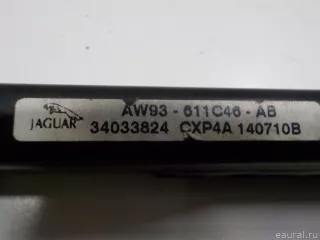 AW93 - 611C46 - AB
JAGUAR
34033824 CXP4A 140710B
© eaural.ru